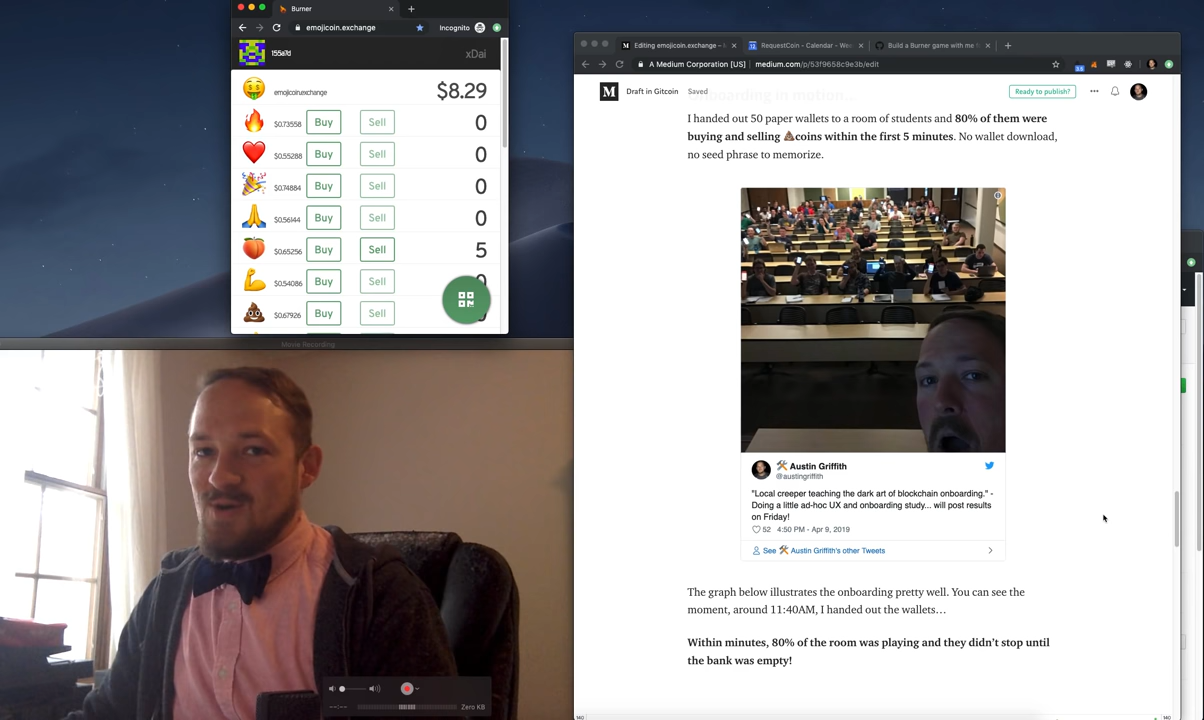 Burner
emojicoin.exchange
Incognito
155a7d
xDai
emojicoin.exchange
$8.29
$0.73558 Buy Sell 0
$0.55288 Buy Sell 0
$0.74884 Buy Sell 0
$0.56144 Buy Sell 0
$0.65256 Buy Sell 5
$0.54086 Buy Sell 0
$0.67926 Buy Sell
Movie Recording
--:--
Zero KB
Editing emojicoin.exchange –
RequestCoin - Calendar - Wee
Build a Burner game with me
A Medium Corporation [US] | medium.com/p/53f9658c9e3b/edit
M Draft in Gitcoin Saved
Ready to publish?
Onboarding in motion…
I handed out 50 paper wallets to a room of students and 80% of them were
buying and selling 💩coins within the first 5 minutes. No wallet download,
no seed phrase to memorize.
🛠 Austin Griffith
@austingriffith
"Local creeper teaching the dark art of blockchain onboarding." -
Doing a little ad-hoc UX and onboarding study... will post results
on Friday!
52 4:50 PM - Apr 9, 2019
See 🛠 Austin Griffith's other Tweets
The graph below illustrates the onboarding pretty well. You can see the
moment, around 11:40AM, I handed out the wallets…
Within minutes, 80% of the room was playing and they didn’t stop until
the bank was empty!
140
140